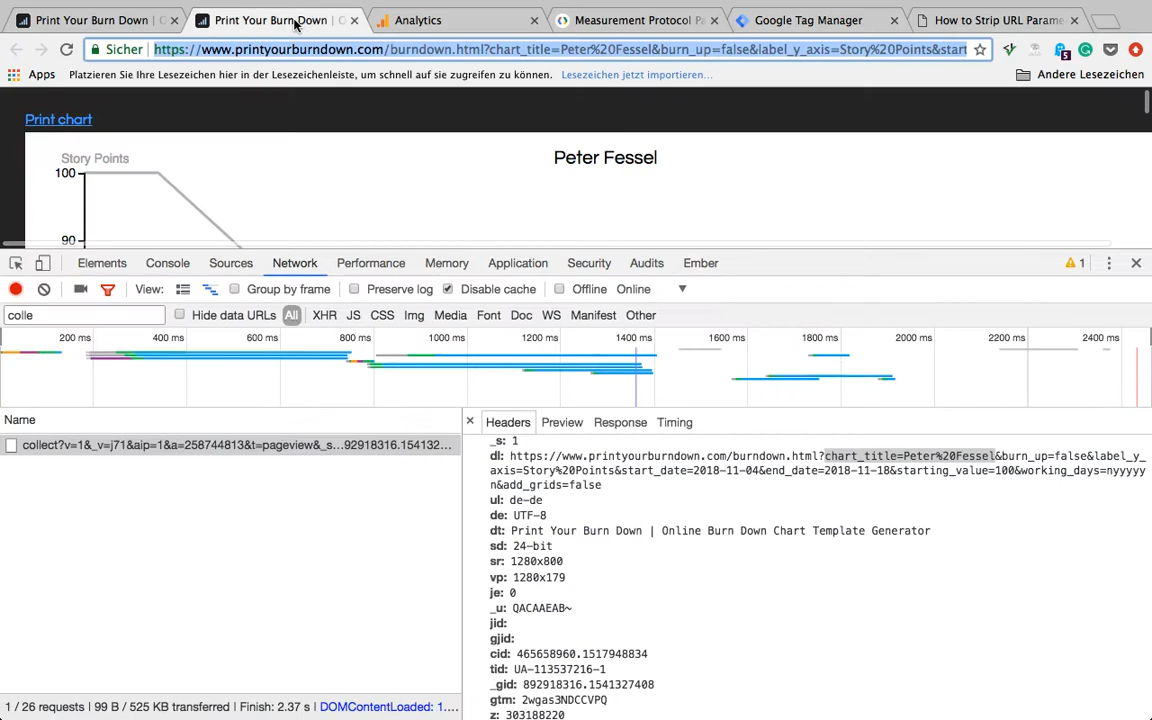 Print Your Burn Down | O
Print Your Burn Down | O
Analytics
Measurement Protocol Pa
Google Tag Manager
How to Strip URL Parame
Sicher
https://www.printyourburndown.com/burndown.html?chart_title=Peter%20Fessel&burn_up=false&label_y_axis=Story%20Points&start
5
Apps
Platzieren Sie Ihre Lesezeichen hier in der Lesezeichenleiste, um schnell auf sie zugreifen zu können.
Lesezeichen jetzt importieren...
Andere Lesezeichen
Print chart
Story Points
Peter Fessel
100
90
Elements
Console
Sources
Network
Performance
Memory
Application
Security
Audits
Ember
1
View:
Group by frame
Preserve log
Disable cache
Offline
Online
colle
Hide data URLs
All
XHR
JS
CSS
Img
Media
Font
Doc
WS
Manifest
Other
200 ms
400 ms
600 ms
800 ms
1000 ms
1200 ms
1400 ms
1600 ms
1800 ms
2000 ms
2200 ms
2400 ms
Name
collect?v=1&_v=j71&aip=1&a=258744813&t=pageview&_s...92918316.154132...
Headers
Preview
Response
Timing
_s: 1
dl: https://www.printyourburndown.com/burndown.html?chart_title=Peter%20Fessel&burn_up=false&label_y_
axis=Story%20Points&start_date=2018-11-04&end_date=2018-11-18&starting_value=100&working_days=nyyyyy
n&add_grids=false
ul: de-de
de: UTF-8
dt: Print Your Burn Down | Online Burn Down Chart Template Generator
sd: 24-bit
sr: 1280x800
vp: 1280x179
je: 0
_u: QACAAEAB~
jid:
gjid:
cid: 465658960.1517948834
tid: UA-113537216-1
_gid: 892918316.1541327408
gtm: 2wgas3NDCCVPQ
z: 303188220
1 / 26 requests | 99 B / 525 KB transferred | Finish: 2.37 s | DOMContentLoaded: 1....